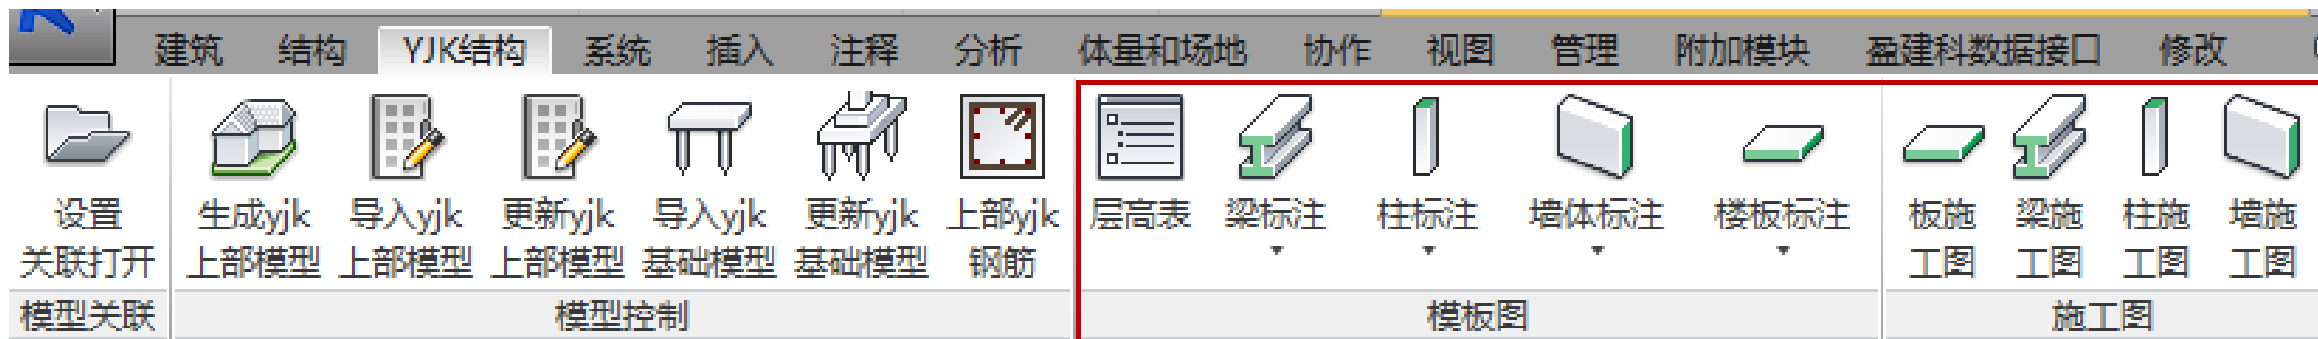 建筑 结构 YJK结构 系统 插入 注释 分析 体量和场地 协作 视图 管理 附加模块 盈建科数据接口 修改
设置 生成yjk 导入yjk 更新yjk 导入yjk 更新yjk 上部yjk 层高表 梁标注 柱标注 墙体标注 楼板标注 板施 梁施 柱施 墙施
关联打开 上部模型 上部模型 上部模型 基础模型 基础模型 钢筋 工图 工图 工图 工图
模型关联 模型控制 模板图 施工图